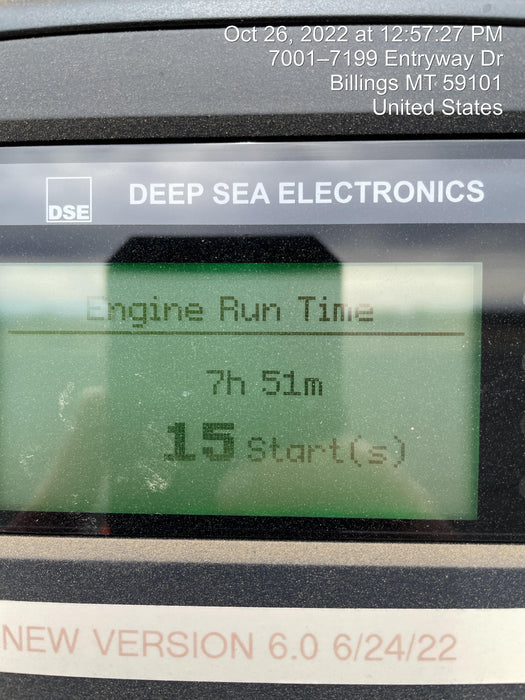 Oct 26, 2022 at 12:57:27 PM
7001–7199 Entryway Dr
Billings MT 59101
United States
DSE
DEEP SEA ELECTRONICS
Engine Run Time
7h 51m
15 Start(s)
NEW VERSION 6.0 6/24/22